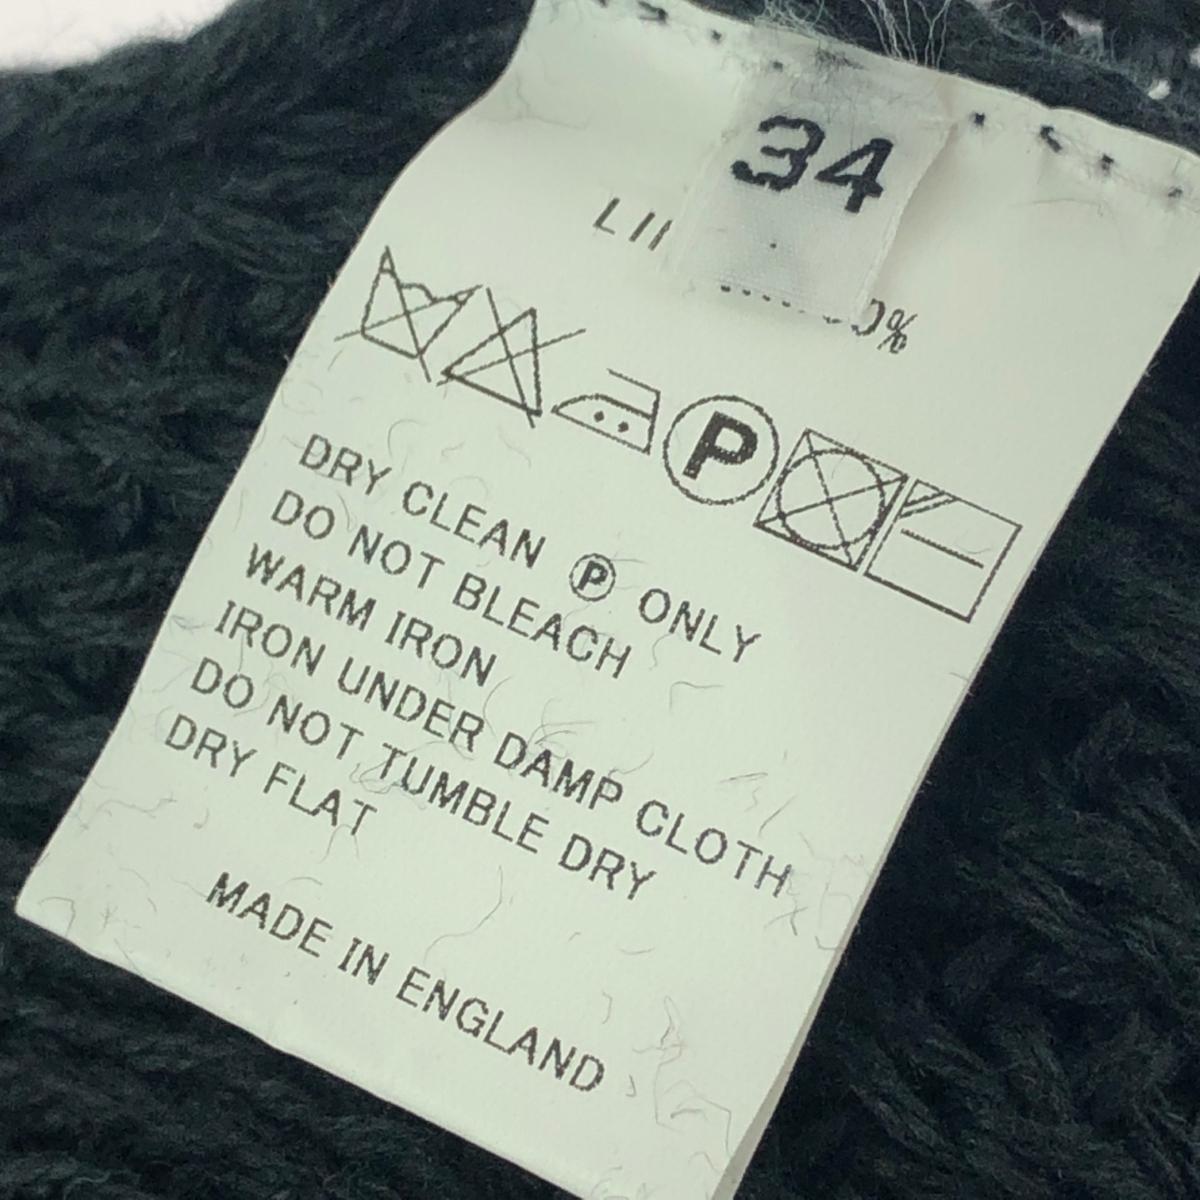 34
DRY CLEAN Ⓟ ONLY
DO NOT BLEACH
WARM IRON
IRON UNDER DAMP CLOTH
DO NOT TUMBLE DRY
DRY FLAT
MADE IN ENGLAND
P